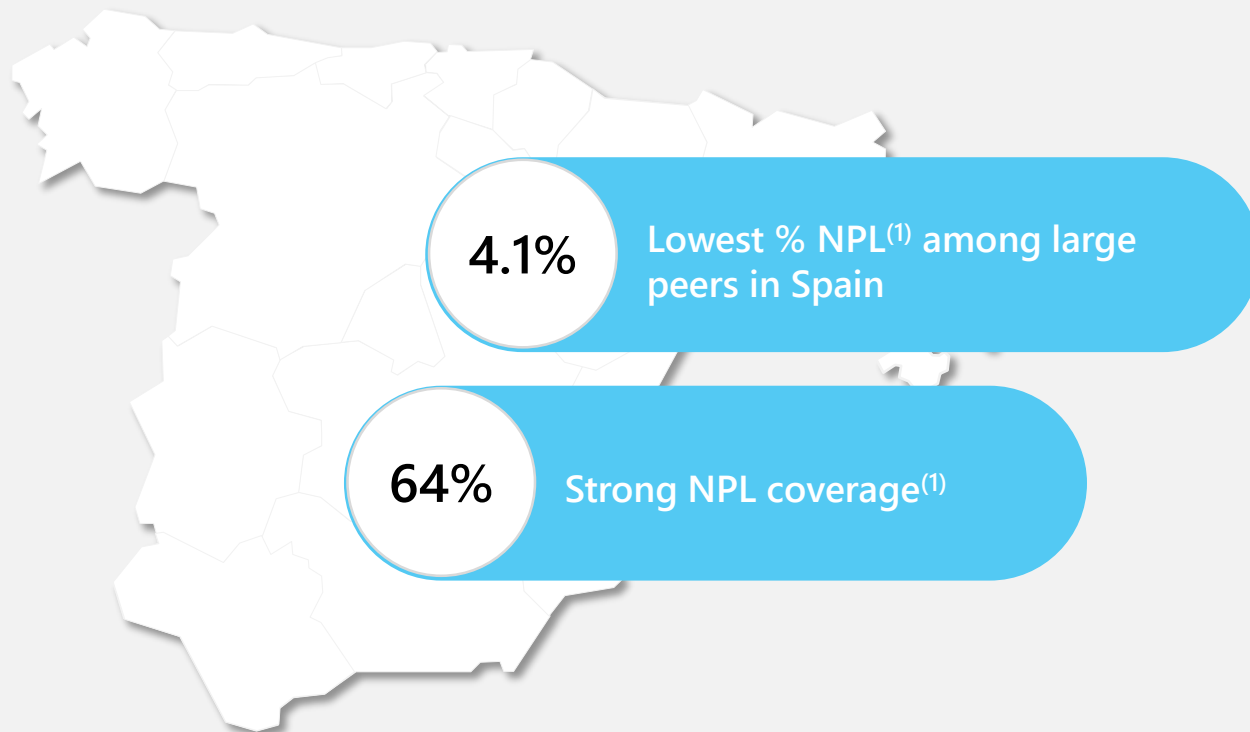 4.1%
Lowest % NPL(1) among large
peers in Spain
64%
Strong NPL coverage(1)